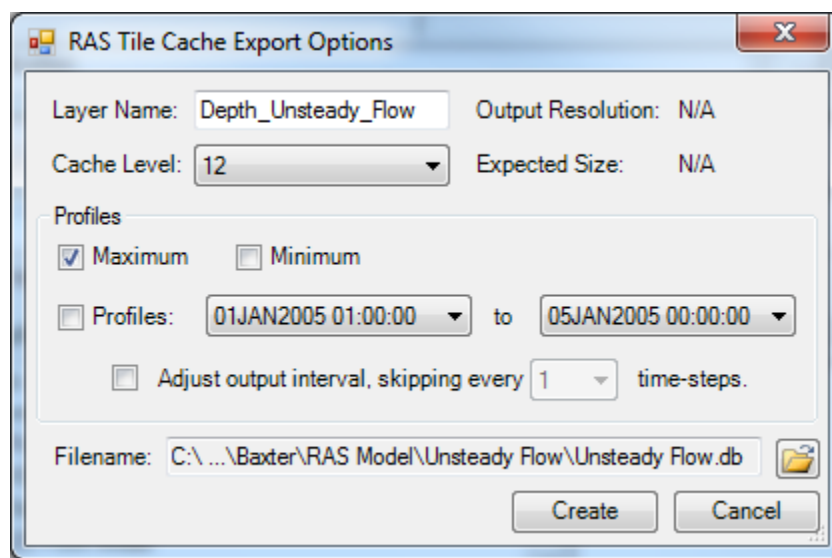 RAS Tile Cache Export Options
Layer Name: Depth_Unsteady_Flow Output Resolution: N/A
Cache Level: 12 Expected Size: N/A
Profiles
Maximum Minimum
Profiles: 01JAN2005 01:00:00 to 05JAN2005 00:00:00
Adjust output interval, skipping every 1 time-steps.
Filename: C:\ ...\Baxter\RAS Model\Unsteady Flow\Unsteady Flow.db
Create Cancel